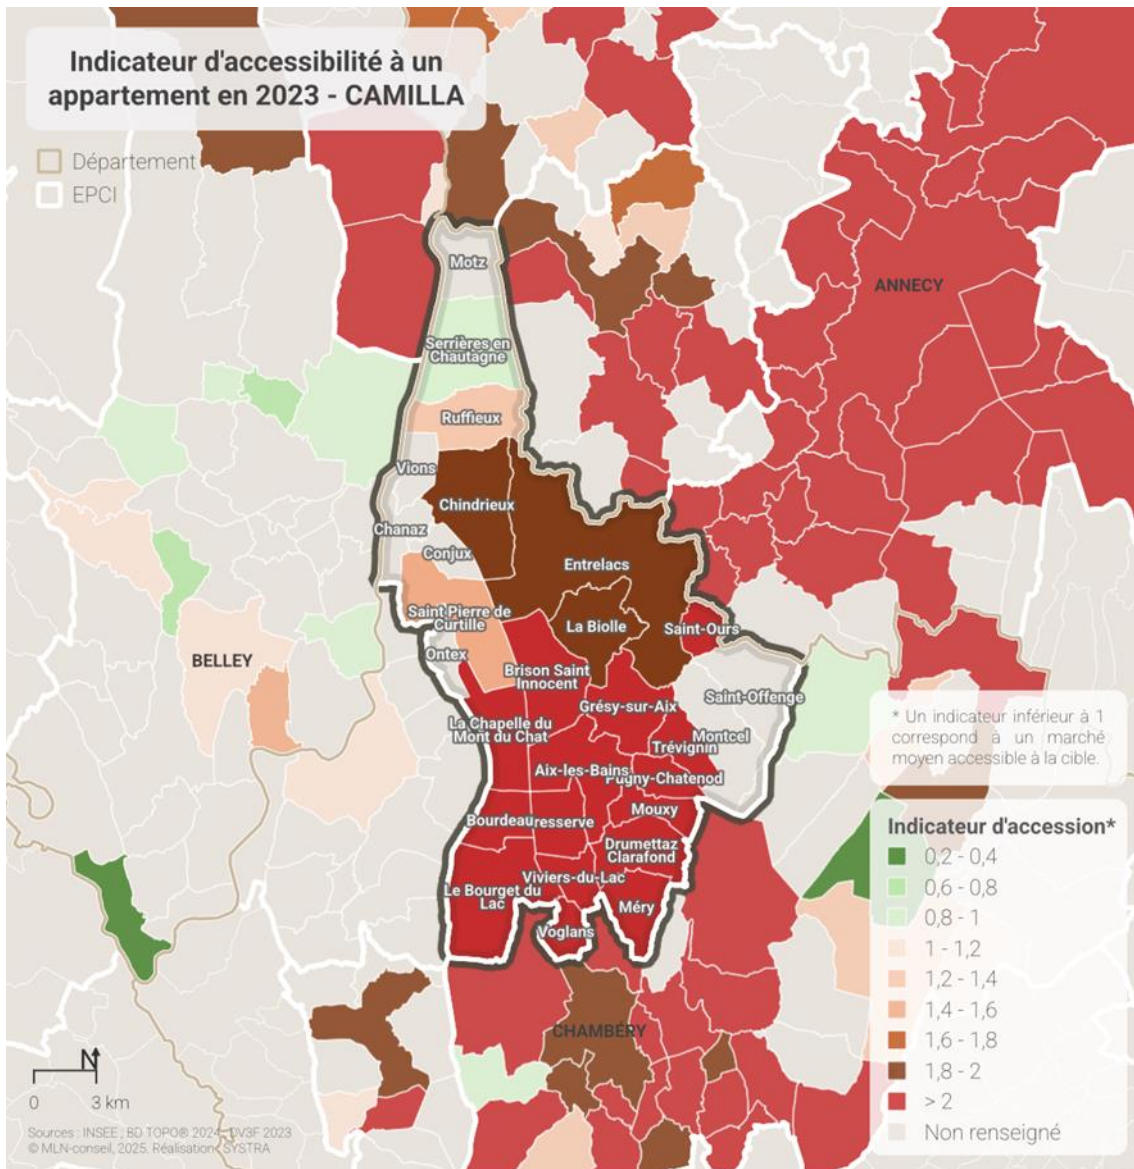 Indicateur d'accessibilité à un
appartement en 2023 - CAMILLA
Département
EPCI
Motz
ANNECY
Serrières en
Chautagne
Ruffieux
Vions
Chindrieux
Chanaz
Conjux
Entrelacs
Saint Pierre de
Curtille
La Biolle
Saint-Ours
Ontex
BELLEY
Brison Saint
Innocent
Saint-Offenge
Grésy-sur-Aix
La Chapelle du
Mont du Chat
Montcel
Trévignin
Aix-les-Bains
Pugny-Chatenod
Mouxy
Bourdeau
resserve
Drumettaz
Clarafond
Viviers-du-Lac
Le Bourget du
Lac
Méry
Voglans
CHAMBÉRY
* Un indicateur inférieur à 1
correspond à un marché
moyen accessible à la cible.
Indicateur d'accession*
0,2 - 0,4
0,6 - 0,8
0,8 - 1
1 - 1,2
1,2 - 1,4
1,4 - 1,6
1,6 - 1,8
1,8 - 2
> 2
Non renseigné
N
0 3 km
Sources : INSEE ; BD TOPO® 2024 ; DV3F 2023
© MLN-conseil, 2025. Réalisation : SYSTRA